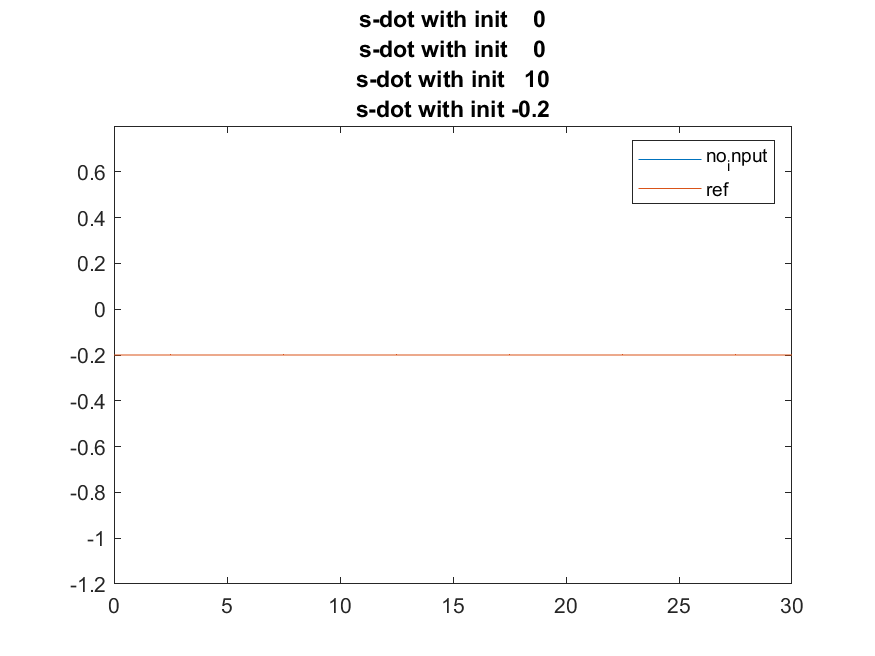 s-dot with init 0
s-dot with init 0
s-dot with init 10
s-dot with init -0.2
no_input
ref
0.6
0.4
0.2
0
-0.2
-0.4
-0.6
-0.8
-1
-1.2
0 5 10 15 20 25 30